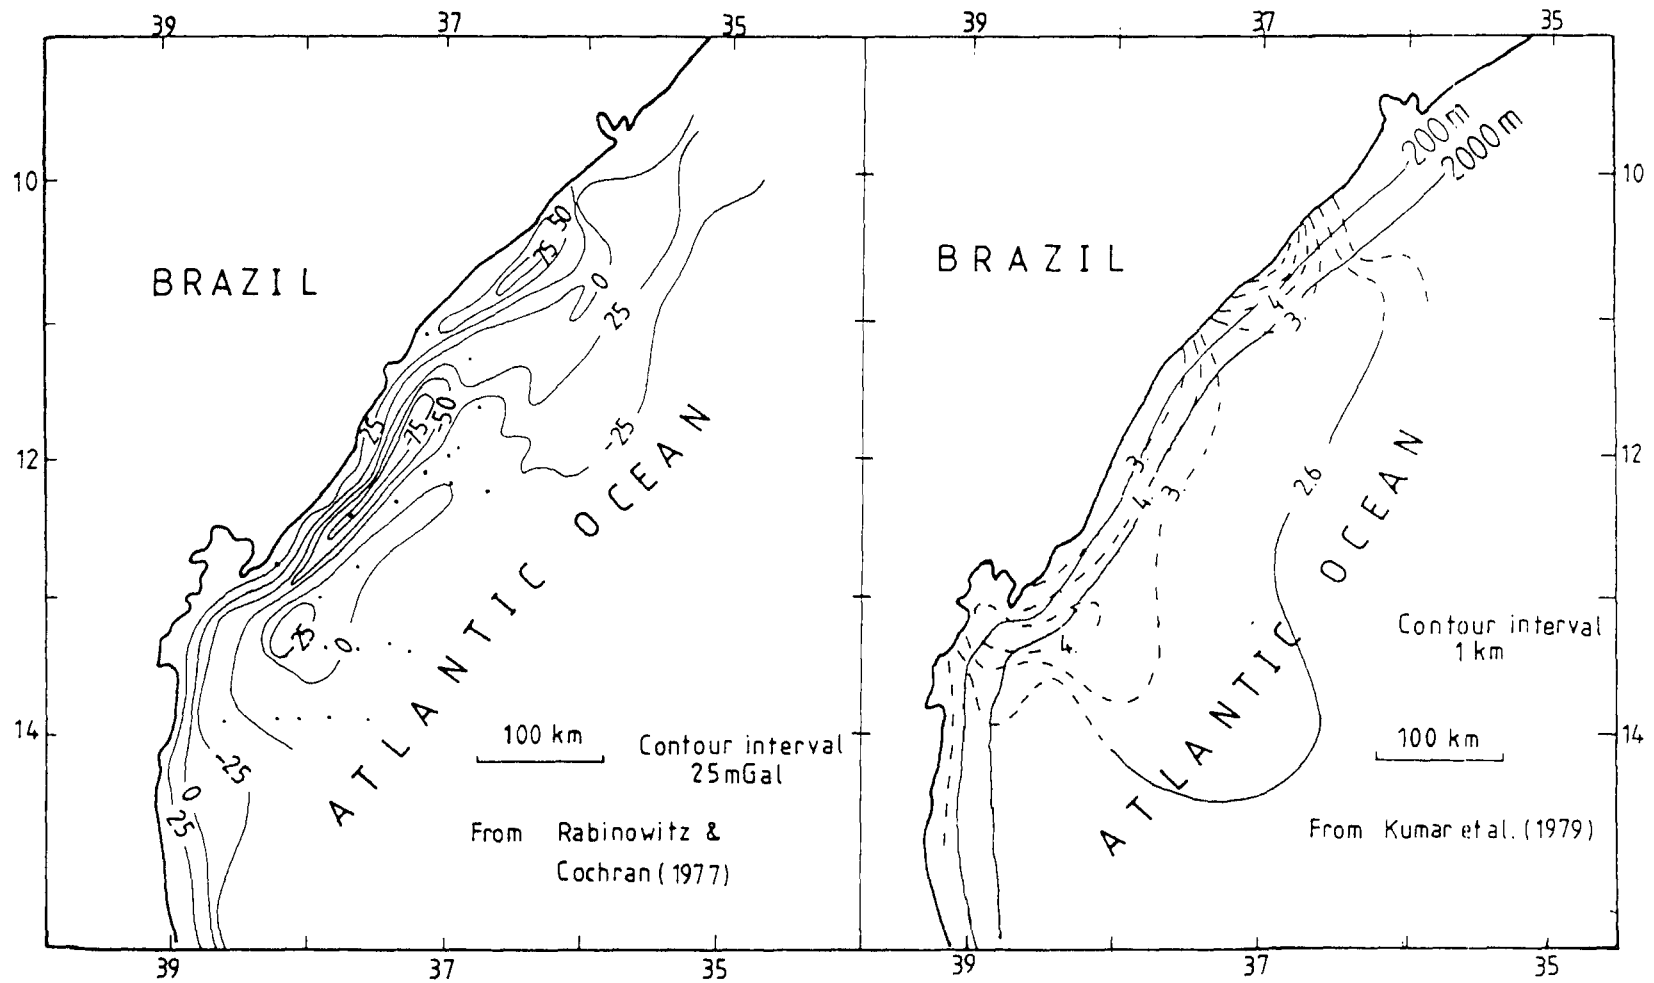 39 37 35
10
12
14
BRAZIL
50
75
0
25
25
-50
-75
-25
25
0
-25
0
25
ATLANTIC OCEAN
100 km
Contour interval
25mGal
From Rabinowitz &
Cochran (1977)
39 37 35
39 37 35
200m
2000m
10
12
14
BRAZIL
4
3
3
4
3
2.6
4
ATLANTIC OCEAN
Contour interval
1 km
100 km
From Kumar et al. (1979)
39 37 35